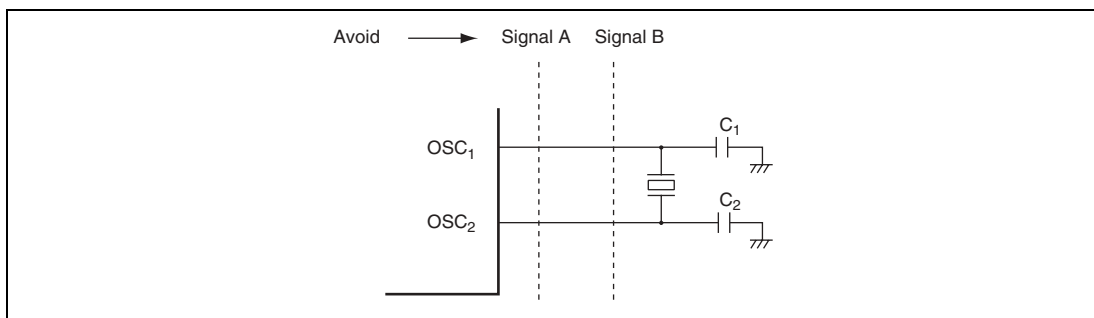 Avoid Signal A Signal B
OSC₁
C₁
OSC₂
C₂